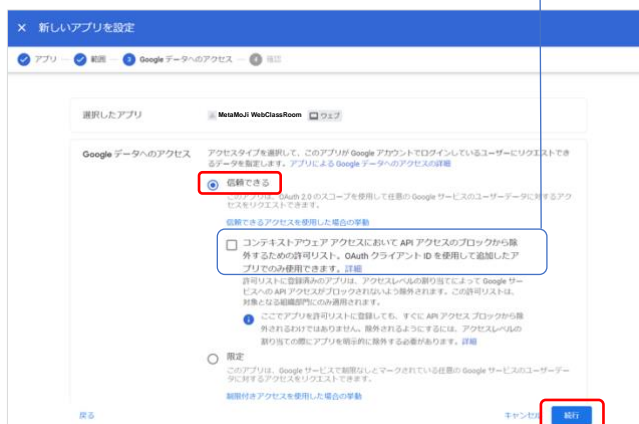 新しいアプリを設定
アプリ
範囲
3 Google データへのアクセス
4 確認
選択したアプリ
MetaMoJi WebClassRoom
ウェブ
Google データへのアクセス
アクセスタイプを選択して、このアプリが Google アカウントでログインしているユーザーにリクエストでき
るデータを指定します。アプリによる Google データへのアクセスの詳細
信頼できる
このアプリは、OAuth 2.0 のスコープを使用して任意の Google サービスのユーザーデータに対するアク
セスをリクエストできます。
信頼できるアクセスを使用した場合の挙動
コンテキストアウェア アクセスにおいて API アクセスのブロックから除
外するための許可リスト。OAuth クライアント ID を使用して追加したア
プリでのみ使用できます。詳細
許可リストに登録済みのアプリは、アクセスレベルの割り当てによって Google サー
ビスへの API アクセスがブロックされないよう除外されます。この許可リストは、
対象となる組織部門にのみ適用されます。
ここでアプリを許可リストに登録しても、すぐに API アクセス ブロックから除
外されるわけではありません。除外されるようにするには、アクセスレベルの
割り当ての際にアプリを明示的に除外する必要があります。詳細
限定
このアプリは、Google サービスで制限なしとマークされている任意の Google サービスのユーザーデー
タに対するアクセスをリクエストできます。
制限付きアクセスを使用した場合の挙動
戻る
キャンセル
続行